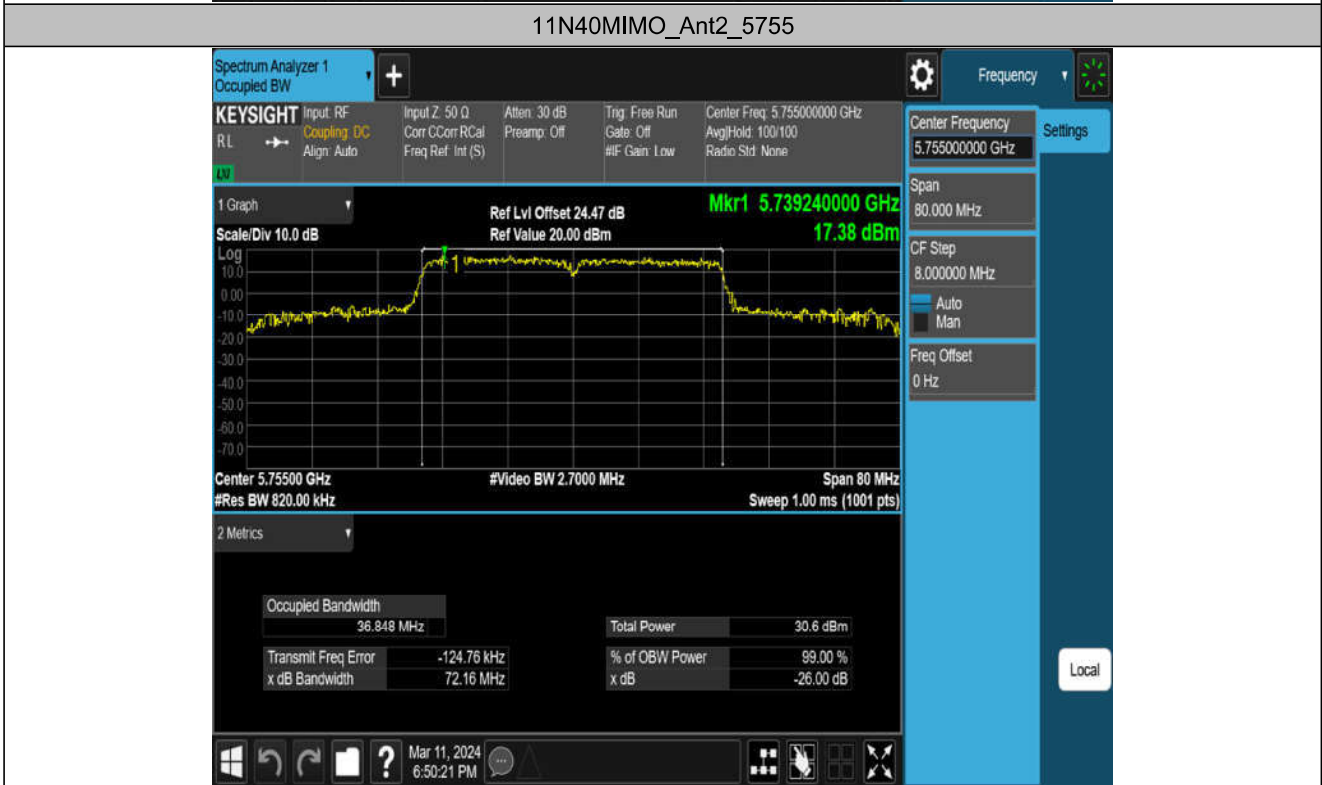 11N40MIMO_Ant2_5755
Spectrum Analyzer 1
Occupied BW
+
Frequency
KEYSIGHT
RL
LXI
Input: RF
Coupling: DC
Align: Auto
Input Z: 50 Ω
Corr CCorr RCal
Freq Ref: Int (S)
Atten: 30 dB
Preamp: Off
Trig: Free Run
Gate: Off
#IF Gain: Low
Center Freq: 5.755000000 GHz
Avg|Hold: 100/100
Radio Std: None
Center Frequency
5.755000000 GHz
Settings
Span
80.000 MHz
CF Step
8.000000 MHz
Auto
Man
Freq Offset
0 Hz
Local
1 Graph
Scale/Div 10.0 dB
Ref Lvl Offset 24.47 dB
Ref Value 20.00 dBm
Mkr1 5.739240000 GHz
17.38 dBm
Log
10.0
0.00
-10.0
-20.0
-30.0
-40.0
-50.0
-60.0
-70.0
1
Center 5.75500 GHz
#Res BW 820.00 kHz
#Video BW 2.7000 MHz
Span 80 MHz
Sweep 1.00 ms (1001 pts)
2 Metrics
Occupied Bandwidth
36.848 MHz
Total Power 30.6 dBm
Transmit Freq Error -124.76 kHz
% of OBW Power 99.00 %
x dB Bandwidth 72.16 MHz
x dB -26.00 dB
?
Mar 11, 2024
6:50:21 PM